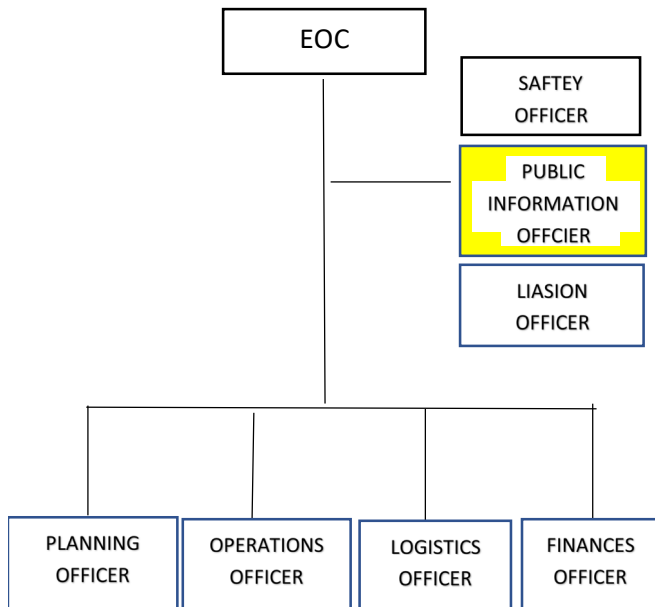 EOC
SAFTEY
OFFICER
PUBLIC
INFORMATION
OFFCIER
LIASION
OFFICER
PLANNING
OFFICER
OPERATIONS
OFFICER
LOGISTICS
OFFICER
FINANCES
OFFICER